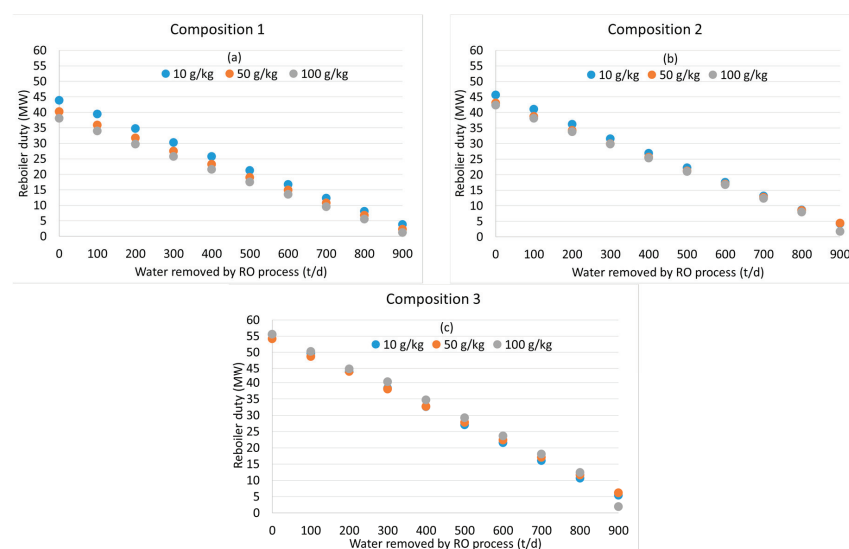 Composition 1
(a)
10 g/kg 50 g/kg 100 g/kg
Reboiler duty (MW)
60
55
50
45
40
35
30
25
20
15
10
5
0
0 100 200 300 400 500 600 700 800 900
Water removed by RO process (t/d)
Composition 2
(b)
10 g/kg 50 g/kg 100 g/kg
Rebolier duty (MW)
60
55
50
45
40
35
30
25
20
15
10
5
0
0 100 200 300 400 500 600 700 800 900
Water removed by RO process (t/d)
Composition 3
(c)
10 g/kg 50 g/kg 100 g/kg
Reboiler duty (MW)
60
55
50
45
40
35
30
25
20
15
10
5
0
0 100 200 300 400 500 600 700 800 900
Water removed by RO process (t/d)